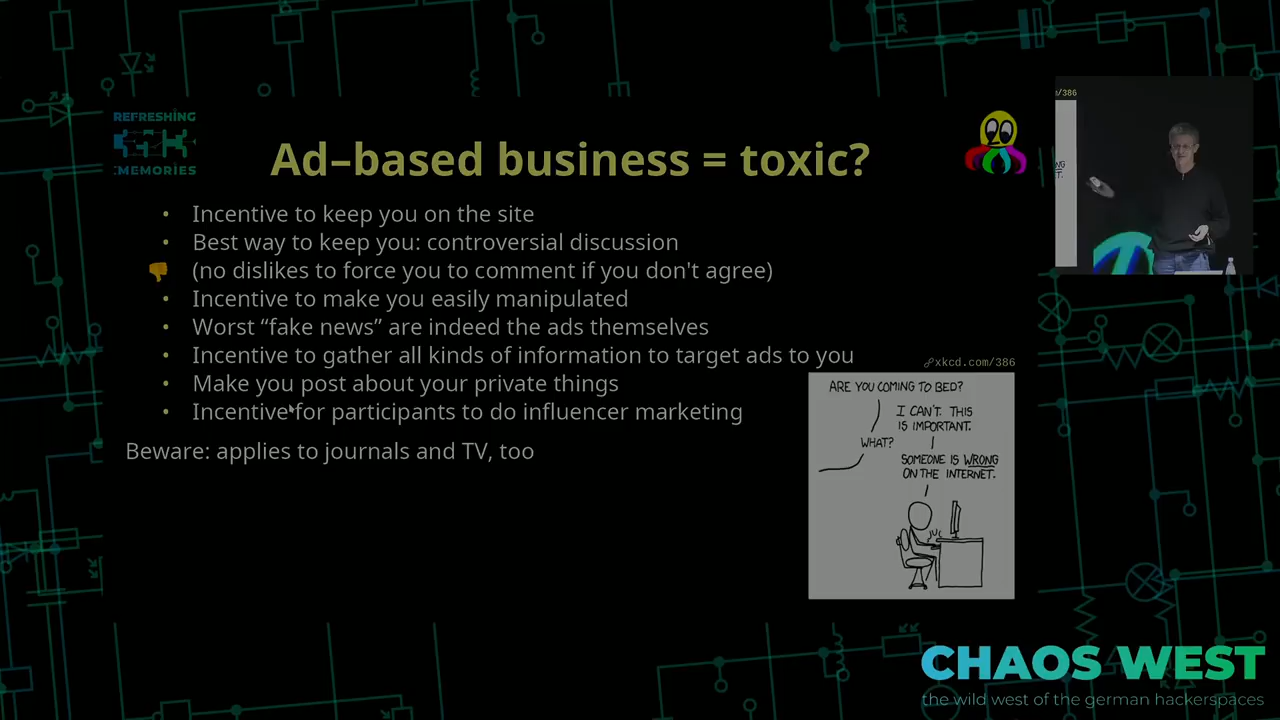 REFRESHING
MEMORIES
Ad–based business = toxic?
• Incentive to keep you on the site
• Best way to keep you: controversial discussion
(no dislikes to force you to comment if you don't agree)
• Incentive to make you easily manipulated
• Worst “fake news” are indeed the ads themselves
• Incentive to gather all kinds of information to target ads to you
• Make you post about your private things
• Incentive for participants to do influencer marketing
Beware: applies to journals and TV, too
xkcd.com/386
ARE YOU COMING TO BED?
I CAN'T. THIS
IS IMPORTANT.
WHAT?
SOMEONE IS WRONG
ON THE INTERNET.
/386
CHAOS WEST
the wild west of the german hackerspaces